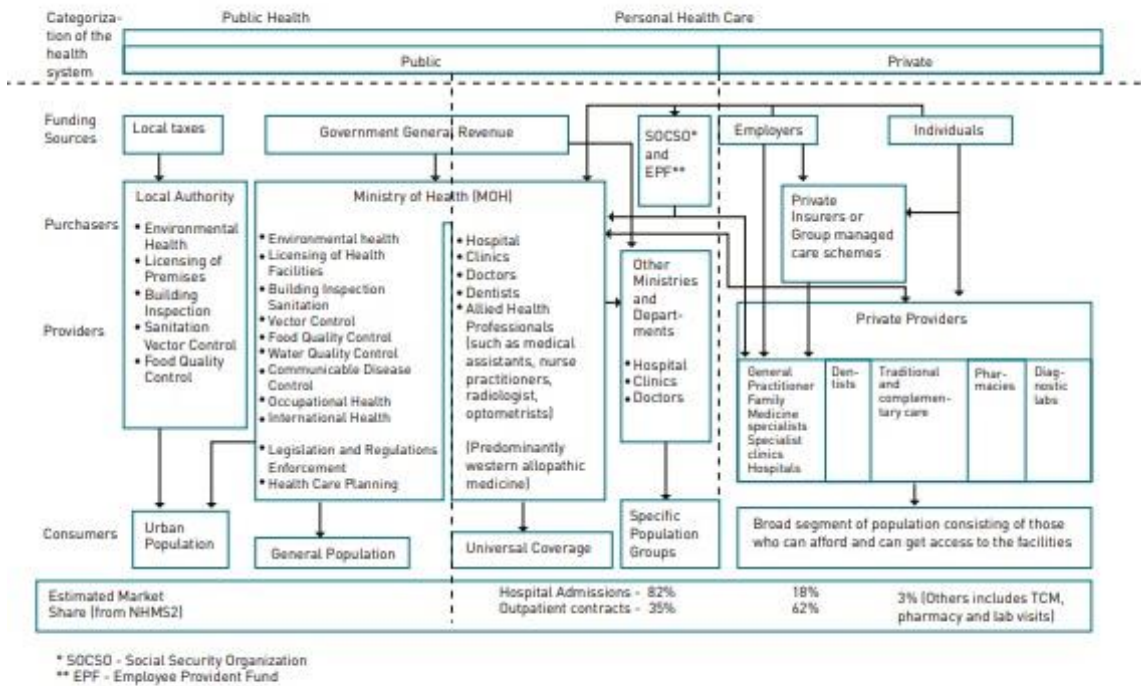 Categoriza-
tion of the
health
system
Public Health
Personal Health Care
Public
Private
Funding
Sources
Local taxes
Government General Revenue
SOCSO*
and
EPF**
Employers
Individuals
Purchasers
Providers
Local Authority
• Environmental
Health
• Licensing of
Premises
• Building
Inspection
• Sanitation
Vector Control
• Food Quality
Control
Ministry of Health (MOH)
• Environmental health
• Licensing of Health
Facilities
• Building Inspection
Sanitation
• Vector Control
• Food Quality Control
• Water Quality Control
• Communicable Disease
Control
• Occupational Health
• International Health
• Legislation and Regulations
Enforcement
• Health Care Planning
• Hospital
• Clinics
• Doctors
• Dentists
• Allied Health
Professionals
(such as medical
assistants, nurse
practitioners,
radiologist,
optometrists)
(Predominantly
western allopathic
medicine)
Other
Ministries
and
Depart-
ments
• Hospital
• Clinics
• Doctors
Private
Insurers or
Group managed
care schemes
Private Providers
General
Practitioner
Family
Medicine
specialists
Specialist
clinics
Hospitals
Den-
tists
Traditional
and
complemen-
tary care
Phar-
macies
Diag-
nostic
labs
Consumers
Urban
Population
General Population
Universal Coverage
Specific
Population
Groups
Broad segment of population consisting of those
who can afford and can get access to the facilities
Estimated Market
Share (from NHMS2)
Hospital Admissions - 82%
Outpatient contracts - 35%
18%
62%
3% (Others includes TCM,
pharmacy and lab visits)
* SOCSO - Social Security Organization
** EPF - Employee Provident Fund